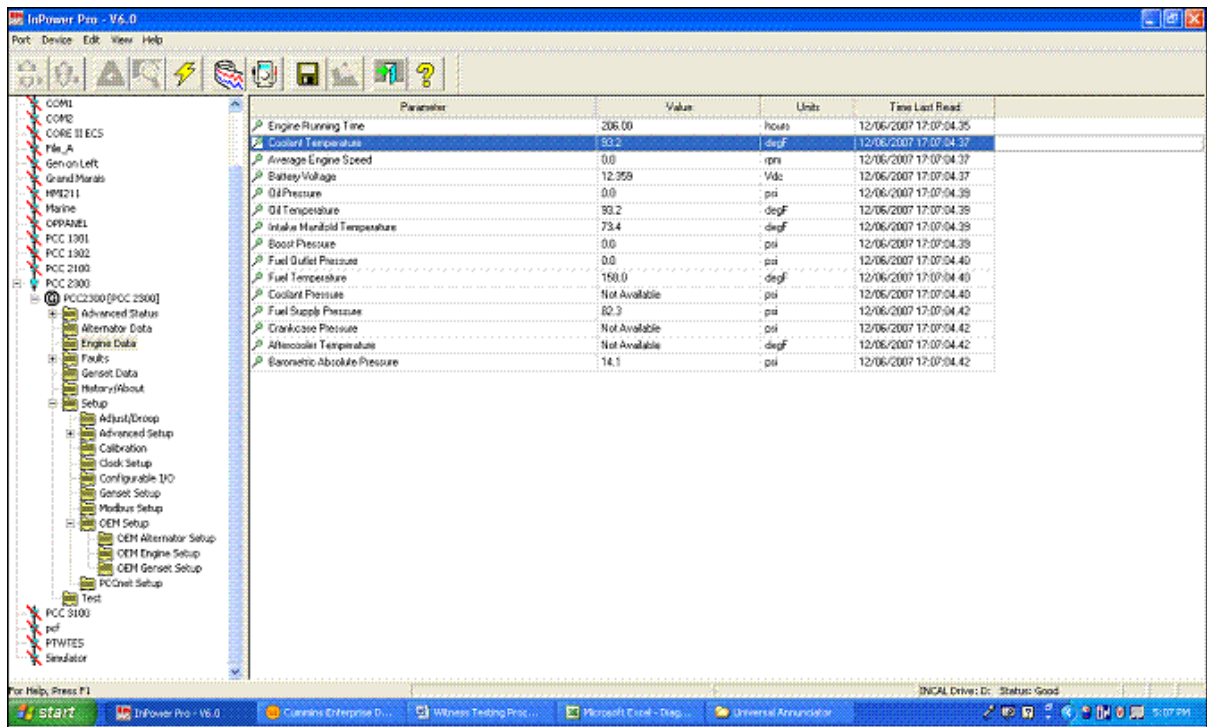 InPower Pro - V6.0
Port Device Edit View Help
COM1
COM2
CORE II ECS
File_A
Gen on Left
Grand Marais
HMI211
Marine
OPPANEL
PCC 1301
PCC 1302
PCC 2100
PCC 2300
PCC2300 [PCC 2300]
Advanced Status
Alternator Data
Engine Data
Faults
Genset Data
History/About
Setup
Adjust/Droop
Advanced Setup
Calibration
Clock Setup
Configurable I/O
Genset Setup
Modbus Setup
OEM Setup
OEM Alternator Setup
OEM Engine Setup
OEM Genset Setup
PCCnet Setup
Test
PCC 3100
pcf
PTWTES
Simulator
Parameter Value Units Time Last Read
Engine Running Time 206.00 hours 12/06/2007 17:07:04.35
Coolant Temperature 93.2 degF 12/06/2007 17:07:04.37
Average Engine Speed 0.0 rpm 12/06/2007 17:07:04.37
Battery Voltage 12.359 Vdc 12/06/2007 17:07:04.37
Oil Pressure 0.0 psi 12/06/2007 17:07:04.39
Oil Temperature 93.2 degF 12/06/2007 17:07:04.39
Intake Manifold Temperature 73.4 degF 12/06/2007 17:07:04.39
Boost Pressure 0.0 psi 12/06/2007 17:07:04.39
Fuel Outlet Pressure 0.0 psi 12/06/2007 17:07:04.40
Fuel Temperature 158.0 degF 12/06/2007 17:07:04.40
Coolant Pressure Not Available psi 12/06/2007 17:07:04.40
Fuel Supply Pressure 82.3 psi 12/06/2007 17:07:04.42
Crankcase Pressure Not Available psi 12/06/2007 17:07:04.42
Aftercooler Temperature Not Available degF 12/06/2007 17:07:04.42
Barometric Absolute Pressure 14.1 psi 12/06/2007 17:07:04.42
For Help, Press F1
INCAL Drive: D: Status: Good
start InPower Pro - V6.0 Cummins Enterprise D... Witness Testing Proc... Microsoft Excel - Diag... Universal Annunciator 5:07 PM